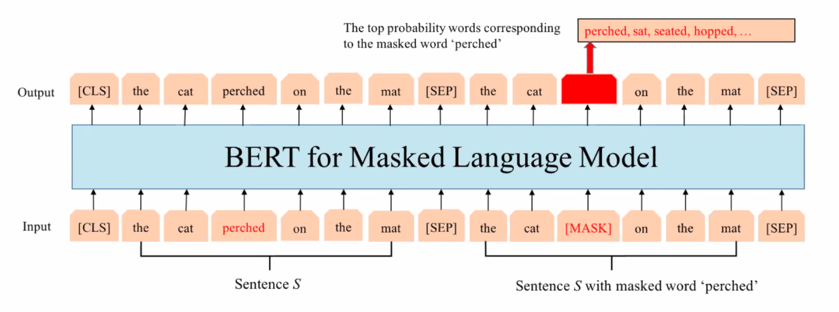 The top probability words corresponding
to the masked word ‘perched’
perched, sat, seated, hopped, …
Output
[CLS] the cat perched on the mat [SEP] the cat on the mat [SEP]
BERT for Masked Language Model
Input
[CLS] the cat perched on the mat [SEP] the cat [MASK] on the mat [SEP]
Sentence S
Sentence S with masked word ‘perched’